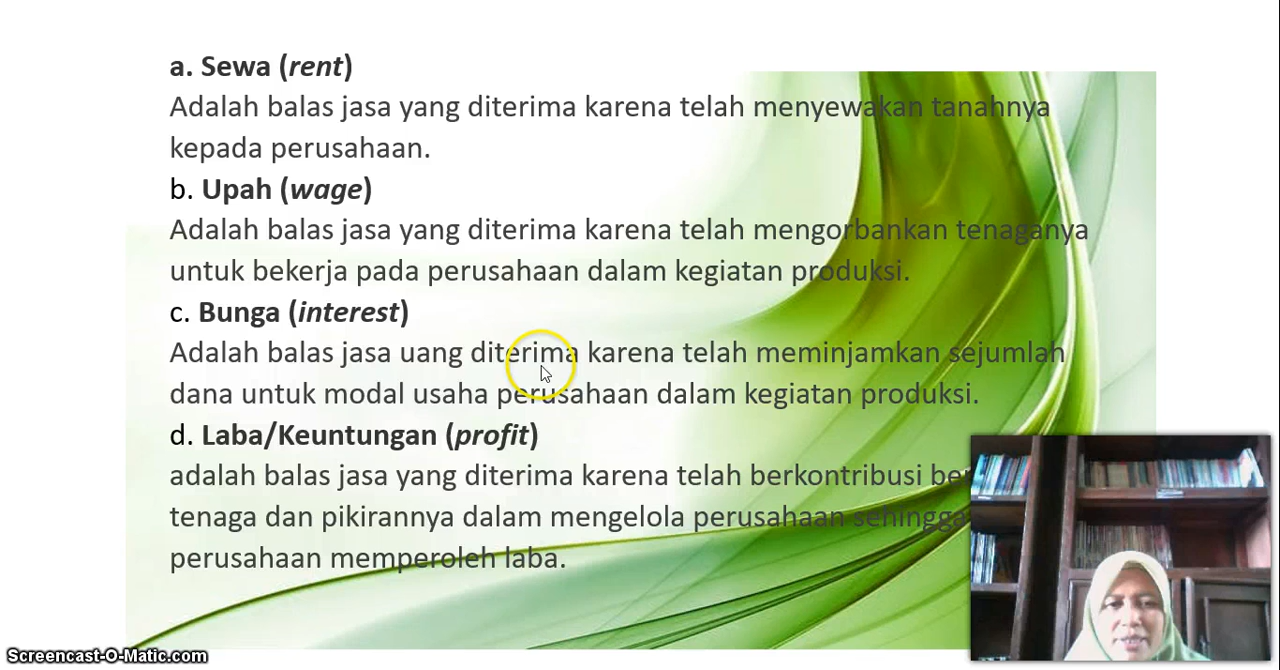 a. Sewa (rent)
Adalah balas jasa yang diterima karena telah menyewakan tanahnya
kepada perusahaan.
b. Upah (wage)
Adalah balas jasa yang diterima karena telah mengorbankan tenaganya
untuk bekerja pada perusahaan dalam kegiatan produksi.
c. Bunga (interest)
Adalah balas jasa uang diterima karena telah meminjamkan sejumlah
dana untuk modal usaha perusahaan dalam kegiatan produksi.
d. Laba/Keuntungan (profit)
adalah balas jasa yang diterima karena telah berkontribusi
tenaga dan pikirannya dalam mengelola perusahaan sehingga
perusahaan memperoleh laba.
Screencast-O-Matic.com